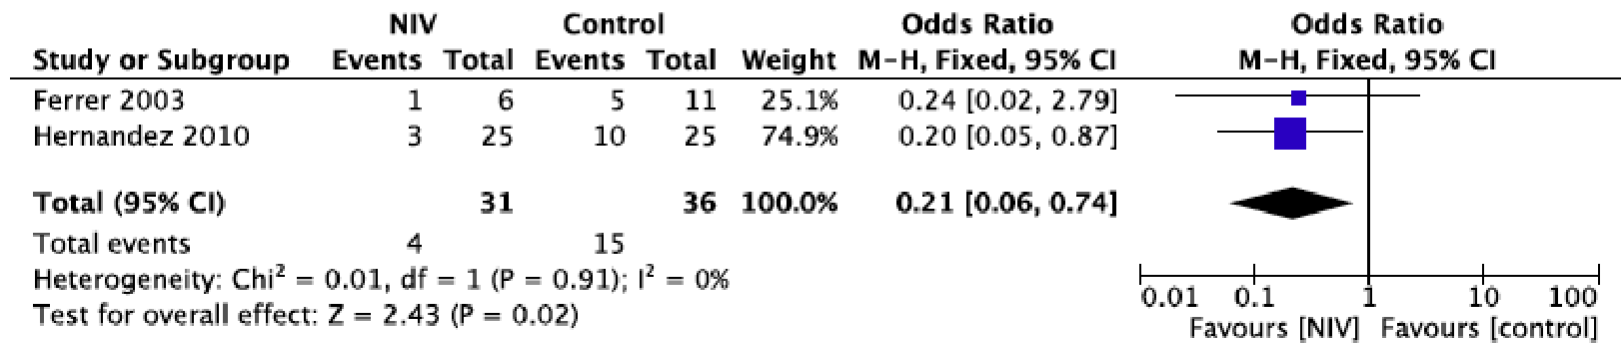 NIV Control Odds Ratio Odds Ratio
Study or Subgroup Events Total Events Total Weight M-H, Fixed, 95% CI M-H, Fixed, 95% CI
Ferrer 2003 1 6 5 11 25.1% 0.24 [0.02, 2.79]
Hernandez 2010 3 25 10 25 74.9% 0.20 [0.05, 0.87]
Total (95% CI) 31 36 100.0% 0.21 [0.06, 0.74]
Total events 4 15
Heterogeneity: Chi² = 0.01, df = 1 (P = 0.91); I² = 0%
Test for overall effect: Z = 2.43 (P = 0.02)
0.01 0.1 1 10 100
Favours [NIV] Favours [control]